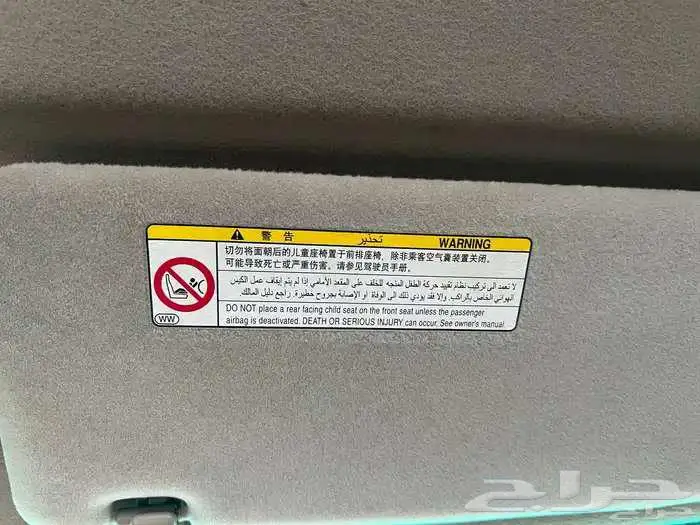 警告 تحذير WARNING
切勿将面朝后的儿童座椅置于前排座椅，除非乘客空气囊装置关闭。
可能导致死亡或严重伤害。请参见驾驶员手册.
لا تعمد الى تركيب نظام تقييد حركة الطفل المتجه للخلف على المقعد الأمامي إذا لم يتم إيقاف عمل الكيس
الهوائي الخاص بالراكب. وإلا فقد يؤدي ذلك الى الوفاة او الإصابة بجروح خطيرة. راجع دليل المالك
DO NOT place a rear facing child seat on the front seat unless the passenger
airbag is deactivated. DEATH OR SERIOUS INJURY can occur. See owner's manual
WW
حراج
حراج